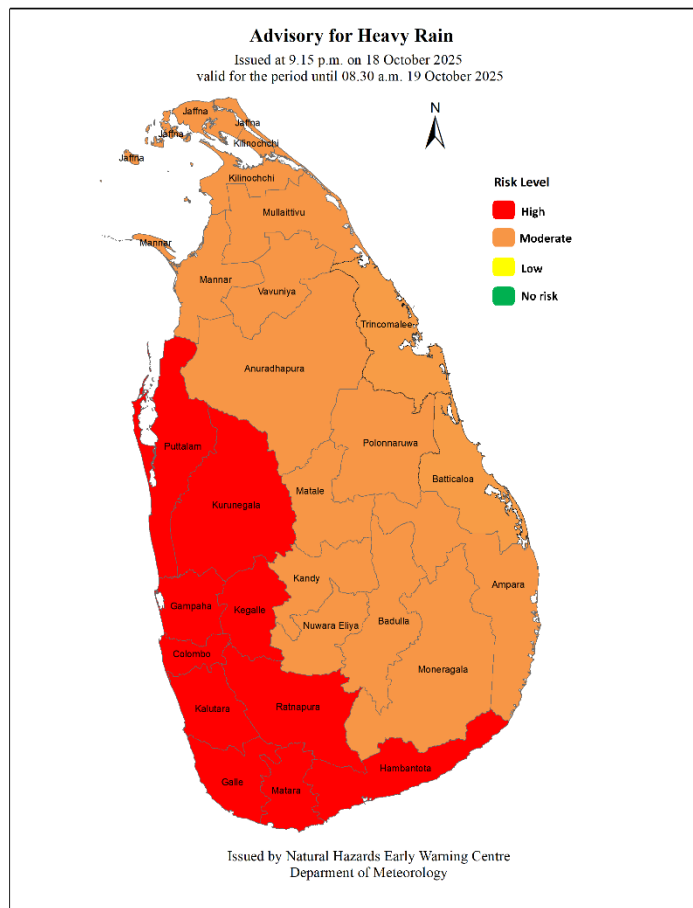 Advisory for Heavy Rain
Issued at 9.15 p.m. on 18 October 2025
valid for the period until 08.30 a.m. 19 October 2025
N
Jaffna
Jaffna
Jaffna
Kilinochchi
Jaffna
Kilinochchi
Risk Level
High
Moderate
Low
No risk
Mullaittivu
Mannar
Mannar
Vavuniya
Trincomalee
Anuradhapura
Puttalam
Polonnaruwa
Batticaloa
Matale
Kurunegala
Kandy
Ampara
Gampaha
Kegalle
Nuwara Eliya
Badulla
Colombo
Moneragala
Kalutara
Ratnapura
Hambantota
Galle
Matara
Issued by Natural Hazards Early Warning Centre
Deparment of Meteorology